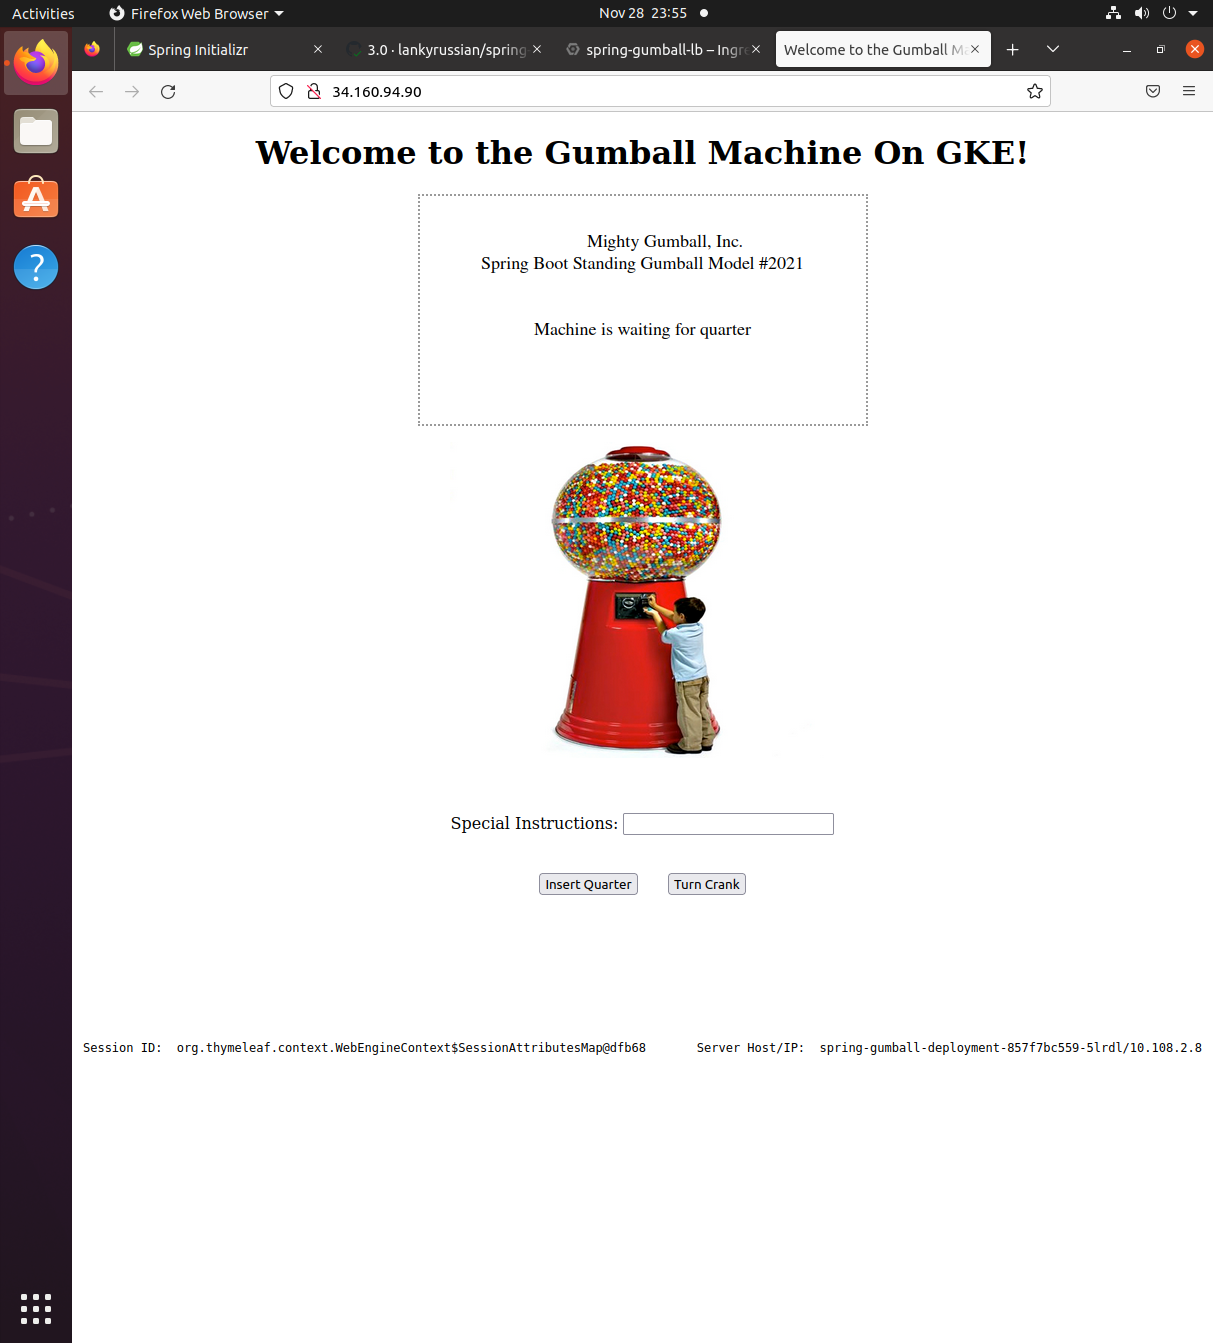 Activities
Firefox Web Browser
Nov 28 23:55
Spring Initializr
3.0 · lankyrussian/spring-
spring-gumball-lb – Ingre
Welcome to the Gumball Ma
34.160.94.90
Welcome to the Gumball Machine On GKE!
Mighty Gumball, Inc.
Spring Boot Standing Gumball Model #2021
Machine is waiting for quarter
Special Instructions:
Insert Quarter
Turn Crank
Session ID: org.thymeleaf.context.WebEngineContext$SessionAttributesMap@dfb68
Server Host/IP: spring-gumball-deployment-857f7bc559-5lrdl/10.108.2.8